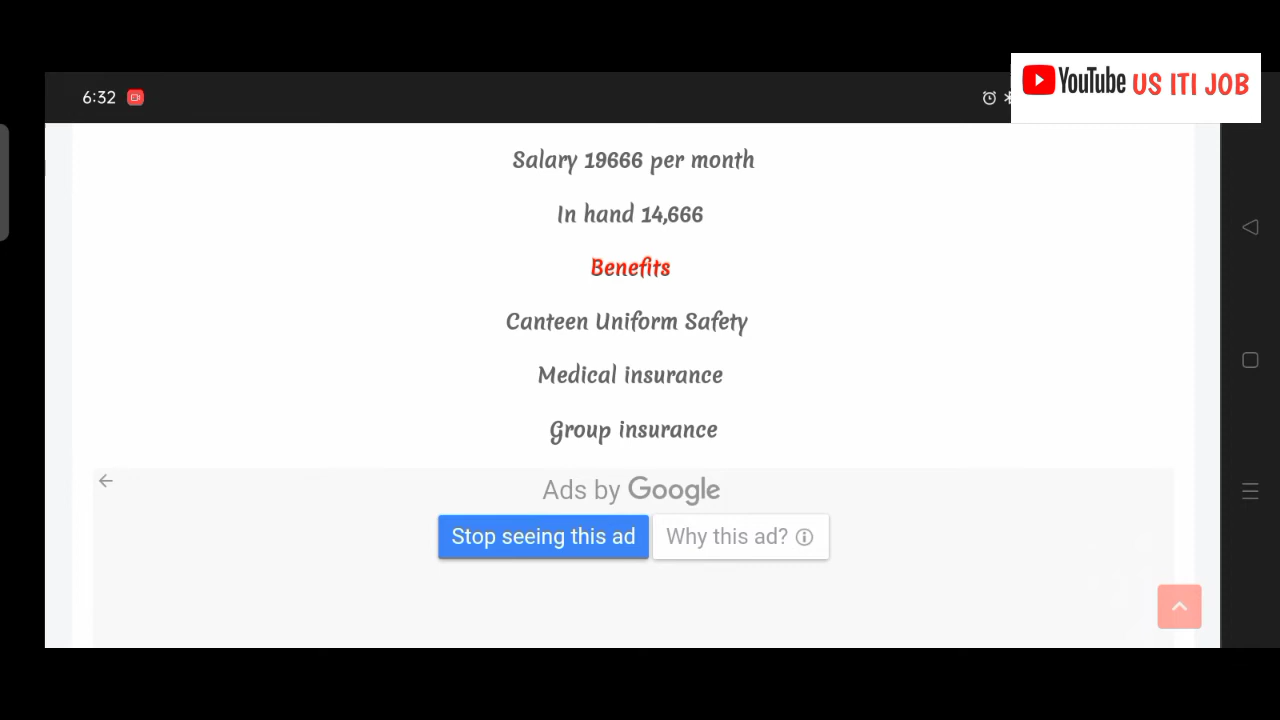 YouTube US ITI JOB
6:32
Salary 19666 per month
In hand 14,666
Benefits
Canteen Uniform Safety
Medical insurance
Group insurance
Ads by Google
Stop seeing this ad
Why this ad?